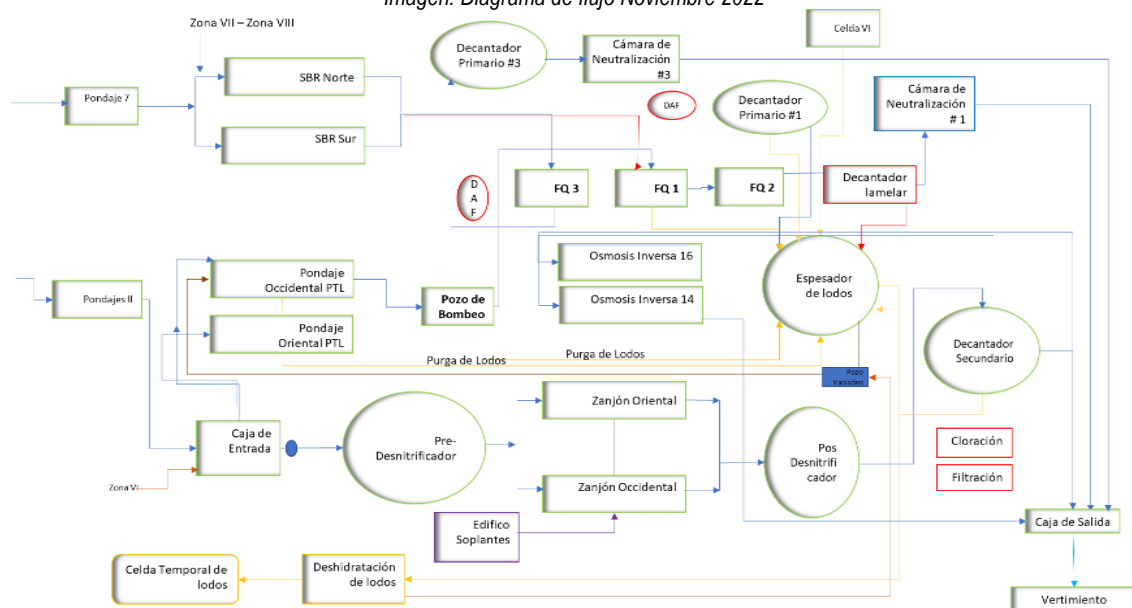 Imagen. Diagrama de flujo Noviembre 2022
Zona VII – Zona VIII
Celda VI
Decantador
Primario #3
Cámara de
Neutralización
#3
SBR Norte
Pondaje 7
DAF
Decantador
Primario #1
Cámara de
Neutralización
# 1
SBR Sur
D
A
F
FQ 3
FQ 1
FQ 2
Decantador
lamelar
Osmosis Inversa 16
Espesador
de lodos
Pondaje
Occidental PTL
Pondajes II
Pozo de
Bombeo
Osmosis Inversa 14
Pondaje
Oriental PTL
Decantador
Secundario
Purga de Lodos
Purga de Lodos
Pozo
Variados
Zanjón Oriental
Caja de
Entrada
Pre-
Desnitrificador
Pos
Desnitrifi
cador
Cloración
Filtración
Zona VI
Zanjón Occidental
Edifico
Soplantes
Caja de Salida
Celda Temporal de
lodos
Deshidratación
de lodos
Vertimiento